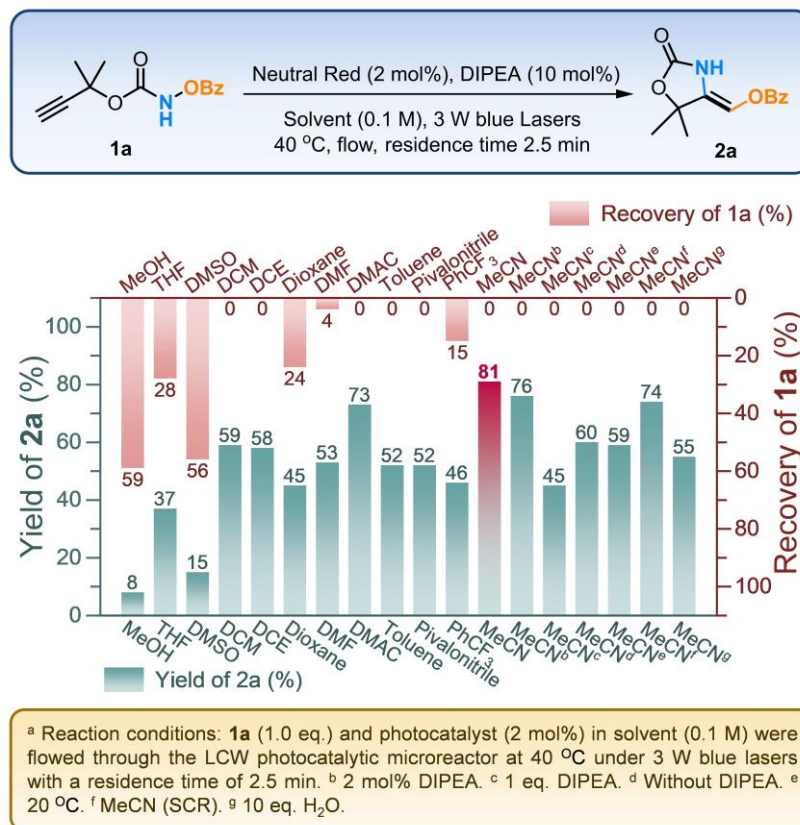 O
O
O
N
H
OBz
1a
Neutral Red (2 mol%), DIPEA (10 mol%)
Solvent (0.1 M), 3 W blue Lasers
40 °C, flow, residence time 2.5 min
O
O
NH
OBz
2a
Recovery of 1a (%)
MeOH THF DMSO DCM DCE Dioxane DMF DMAC Toluene Pivalonitrile PhCF3 MeCN MeCNᵇ MeCNᶜ MeCNᵈ MeCNᵉ MeCNᶠ MeCNᵍ
59 28 56 0 0 24 4 0 0 0 15 0 0 0 0 0 0 0
Yield of 2a (%)
100
80
60
40
20
0
Recovery of 1a (%)
0
20
40
60
80
100
8 37 15 59 58 45 53 73 52 52 46 81 76 45 60 59 74 55
MeOH THF DMSO DCM DCE Dioxane DMF DMAC Toluene Pivalonitrile PhCF3 MeCN MeCNᵇ MeCNᶜ MeCNᵈ MeCNᵉ MeCNᶠ MeCNᵍ
Yield of 2a (%)
ᵃ Reaction conditions: 1a (1.0 eq.) and photocatalyst (2 mol%) in solvent (0.1 M) were
flowed through the LCW photocatalytic microreactor at 40 °C under 3 W blue lasers
with a residence time of 2.5 min. ᵇ 2 mol% DIPEA. ᶜ 1 eq. DIPEA. ᵈ Without DIPEA. ᵉ
20 °C. ᶠ MeCN (SCR). ᵍ 10 eq. H₂O.